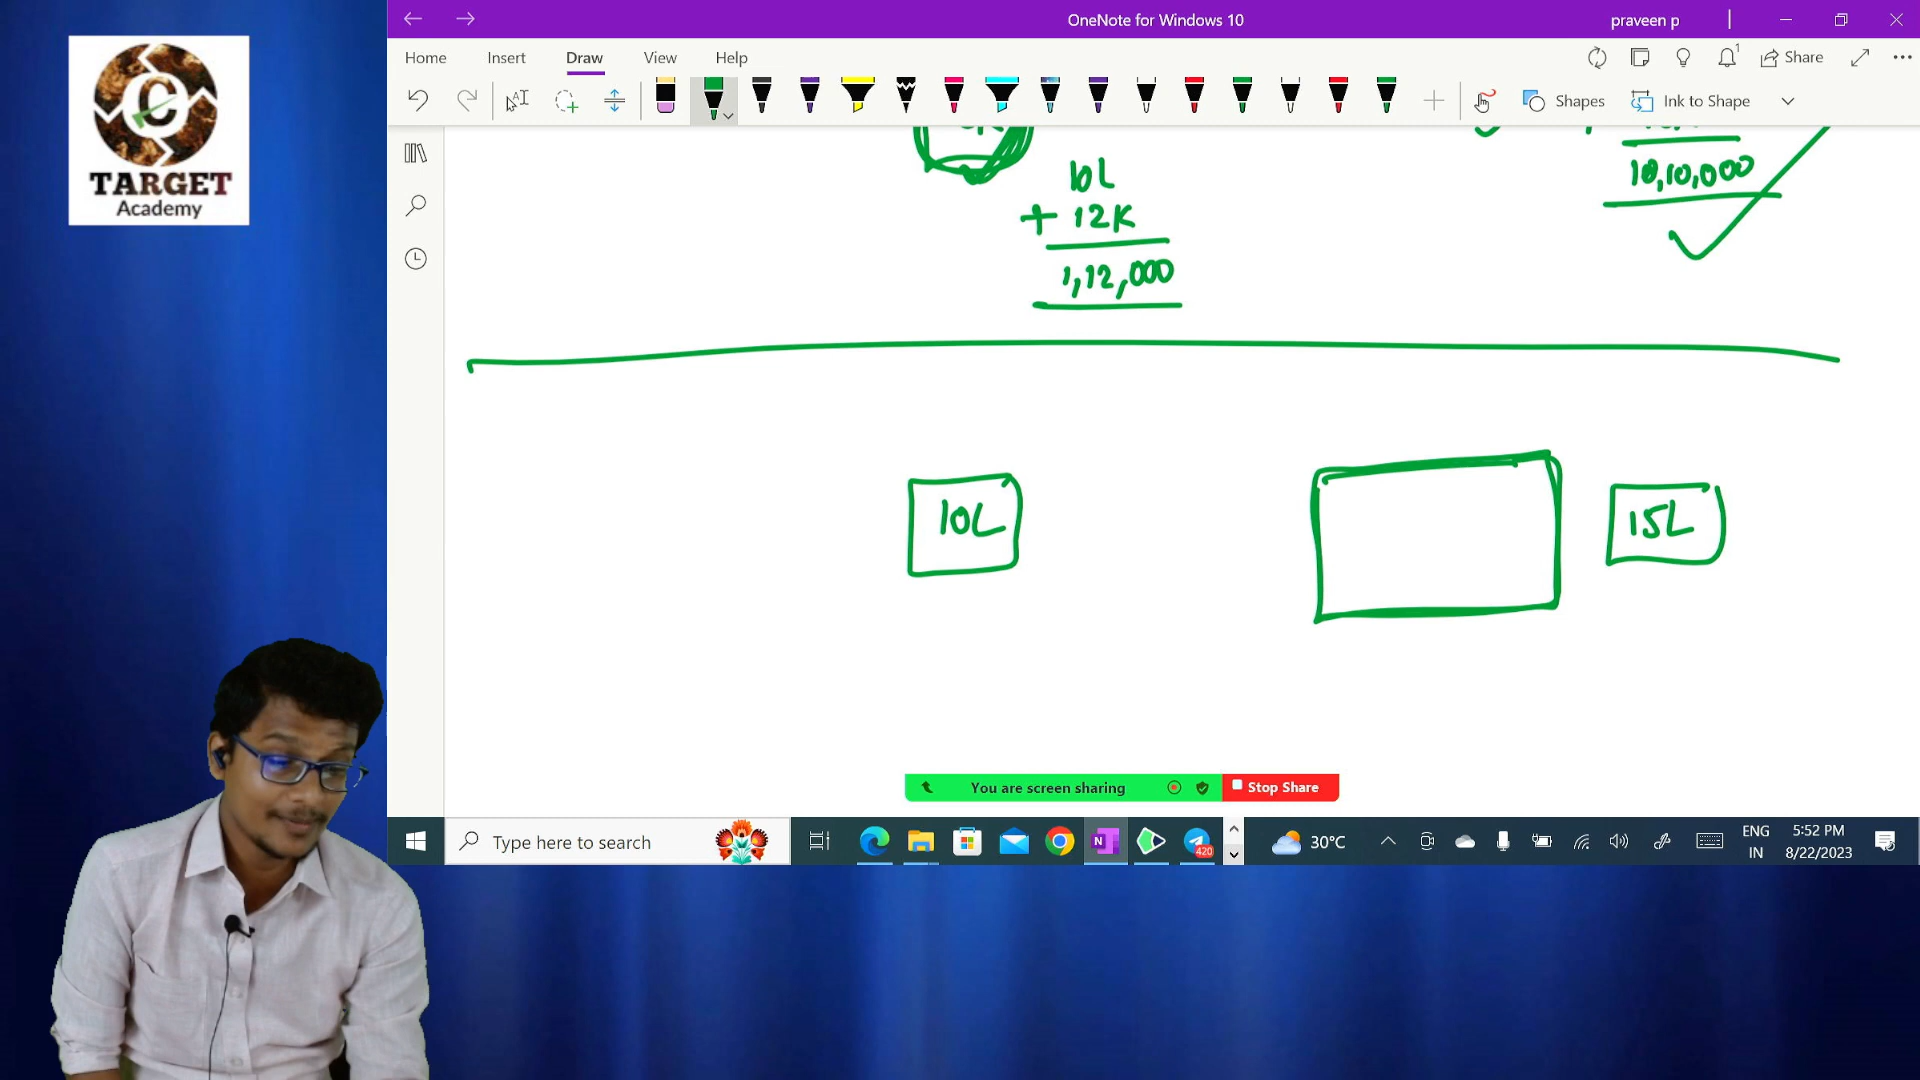 OneNote for Windows 10
praveen p
Home Insert Draw View Help
1
Share
Shapes
Ink to Shape
TARGET
Academy
10L
+ 12K
1,12,000
10,10,000
10L
15L
You are screen sharing
Stop Share
Type here to search
420
30°C
ENG
IN
5:52 PM
8/22/2023